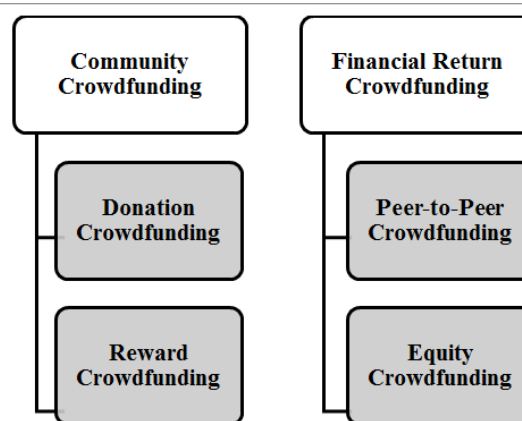 Community
Crowdfunding
Donation
Crowdfunding
Reward
Crowdfunding
Financial Return
Crowdfunding
Peer-to-Peer
Crowdfunding
Equity
Crowdfunding